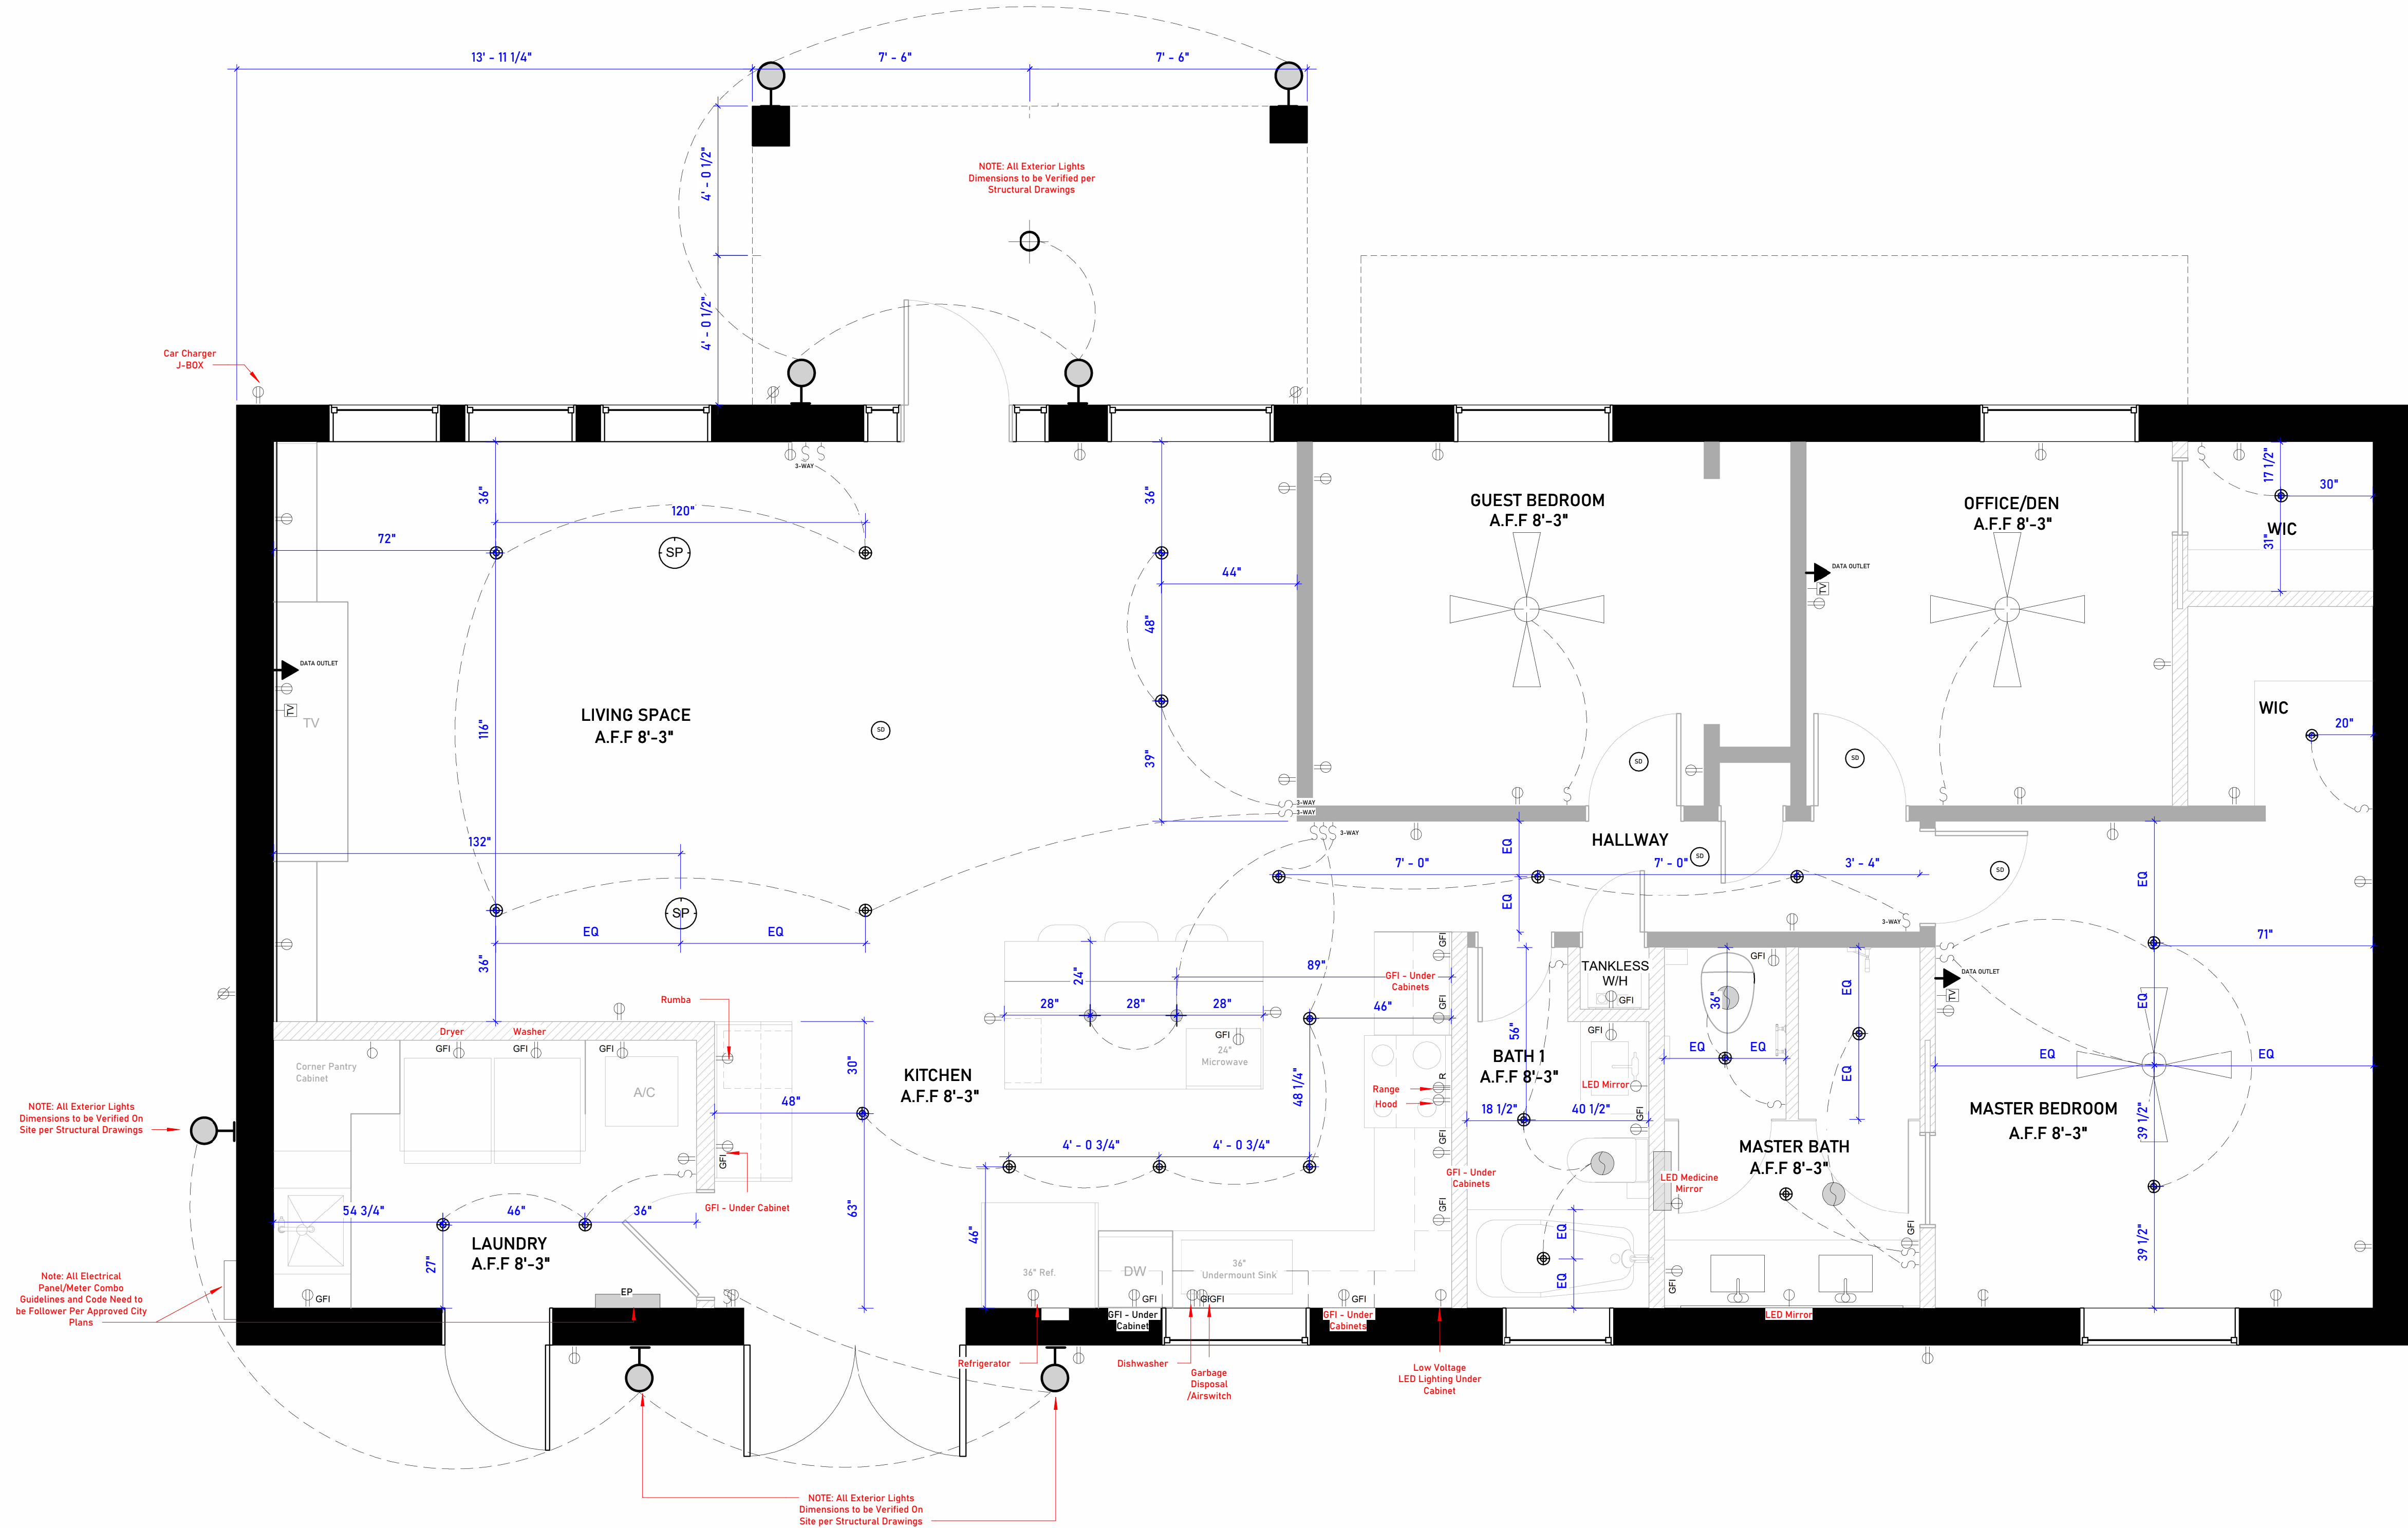 13' - 11 1/4"
7' - 6"
7' - 6"
4' - 0 1/2"
NOTE: All Exterior Lights
Dimensions to be Verified per
Structural Drawings
4' - 0 1/2"
Car Charger
J-BOX
3-WAY
36"
120"
72"
SP
36"
44"
48"
39"
GUEST BEDROOM
A.F.F 8'-3"
OFFICE/DEN
A.F.F 8'-3"
17 1/2"
30"
WIC
31"
DATA OUTLET
TV
DATA OUTLET
TV
TV
LIVING SPACE
A.F.F 8'-3"
116"
SD
SD
SD
WIC
20"
3-WAY
3-WAY
3-WAY
132"
SP
EQ
EQ
36"
HALLWAY
EQ
7' - 0"
7' - 0"
SD
3' - 4"
EQ
3-WAY
SD
EQ
71"
Rumba
Dryer
Washer
GFI
GFI
GFI
Corner Pantry
Cabinet
A/C
24"
89"
28"
28"
28"
GFI
24"
Microwave
GFI - Under
Cabinets
GFI
GFI
46"
TANKLESS
W/H
GFI
GFI
GFI
36"
EQ
EQ
EQ
EQ
DATA OUTLET
TV
EQ
EQ
EQ
30"
48"
KITCHEN
A.F.F 8'-3"
48 1/4"
Range
Hood
R
56"
BATH 1
A.F.F 8'-3"
LED Mirror
GFI
18 1/2"
40 1/2"
MASTER BEDROOM
A.F.F 8'-3"
39 1/2"
NOTE: All Exterior Lights
Dimensions to be Verified On
Site per Structural Drawings
GFI
GFI - Under Cabinet
4' - 0 3/4"
4' - 0 3/4"
GFI
GFI
GFI - Under
Cabinets
MASTER BATH
A.F.F 8'-3"
LED Medicine
Mirror
54 3/4"
46"
36"
63"
46"
LAUNDRY
A.F.F 8'-3"
27"
36" Ref.
DW
36"
Undermount Sink
EQ
EQ
GFI
GFI
39 1/2"
Note: All Electrical
Panel/Meter Combo
Guidelines and Code Need to
be Follower Per Approved City
Plans
GFI
EP
GFI
GIGFI
GFI
GFI - Under
Cabinet
GFI - Under
Cabinets
LED Mirror
Refrigerator
Dishwasher
Garbage
Disposal
/Airswitch
Low Voltage
LED Lighting Under
Cabinet
NOTE: All Exterior Lights
Dimensions to be Verified On
Site per Structural Drawings